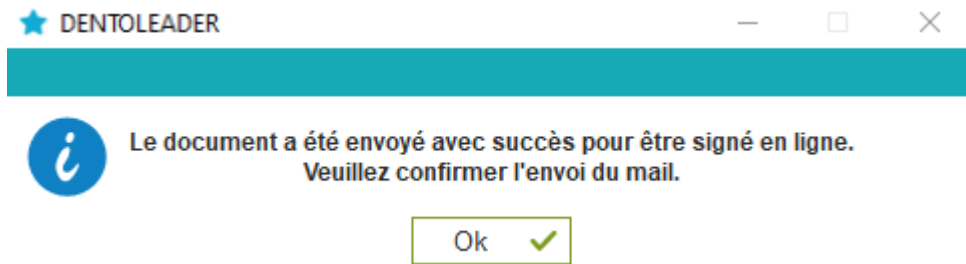 DENTOLEADER
Le document a été envoyé avec succès pour être signé en ligne.
Veuillez confirmer l'envoi du mail.
Ok